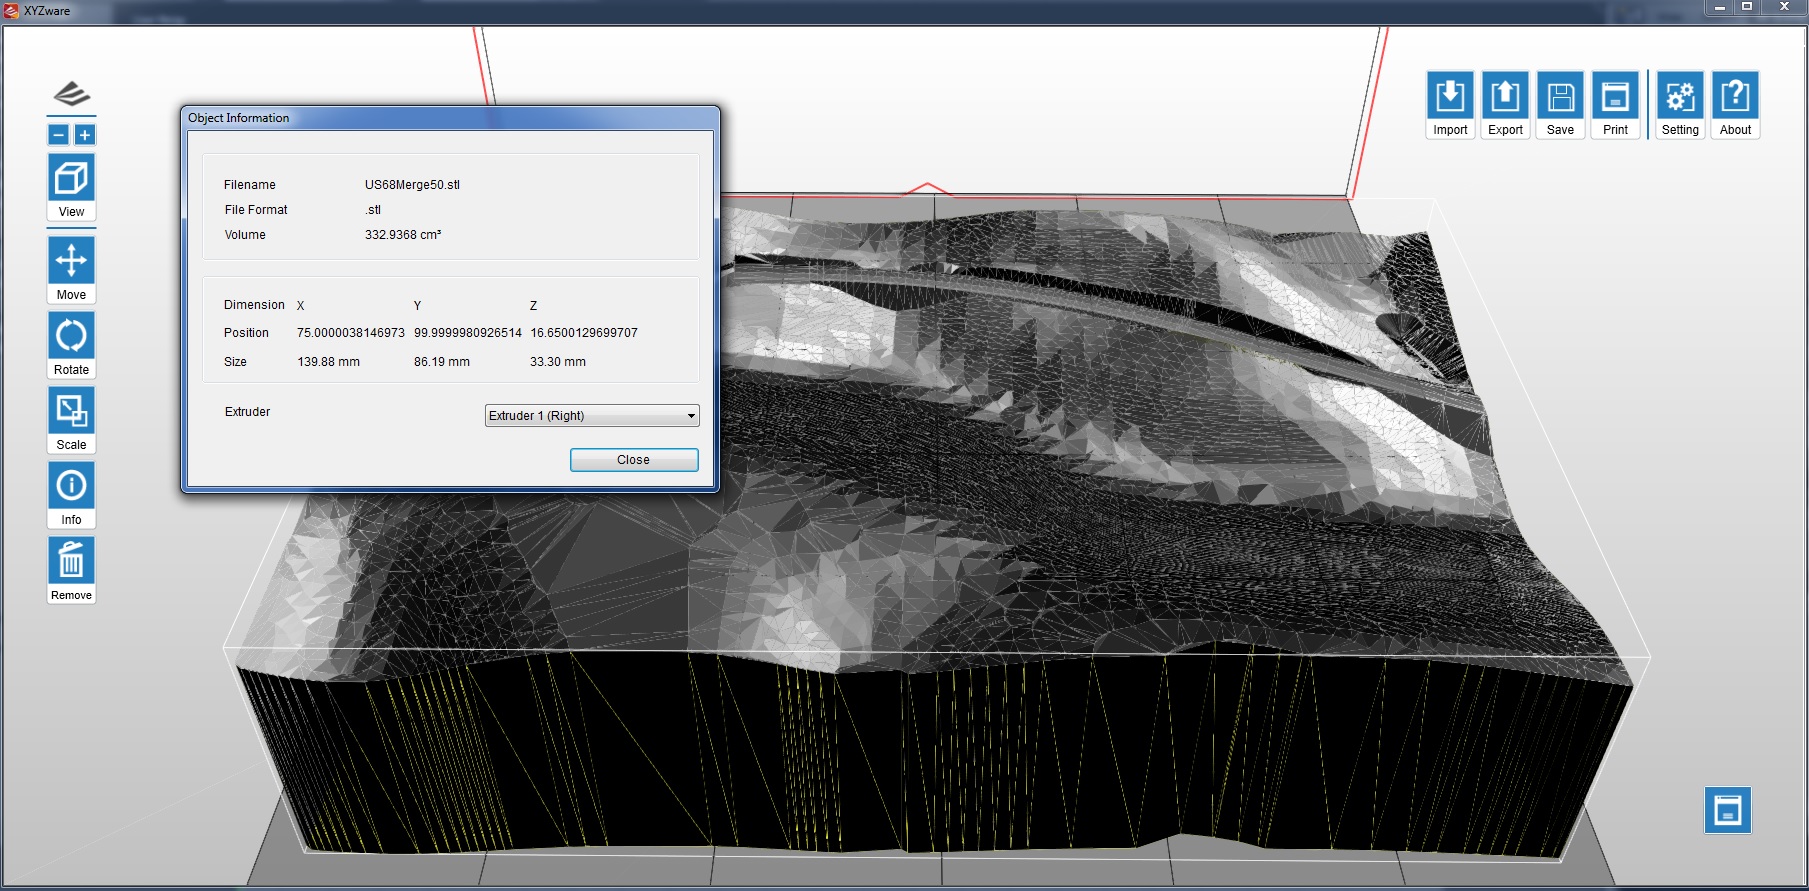 XYZware
Import Export Save Print Setting About
View
Move
Rotate
Scale
Info
Remove
Object Information
Filename US68Merge50.stl
File Format .stl
Volume 332.9368 cm³
Dimension X Y Z
Position 75.0000038146973 99.9999980926514 16.6500129699707
Size 139.88 mm 86.19 mm 33.30 mm
Extruder Extruder 1 (Right)
Close